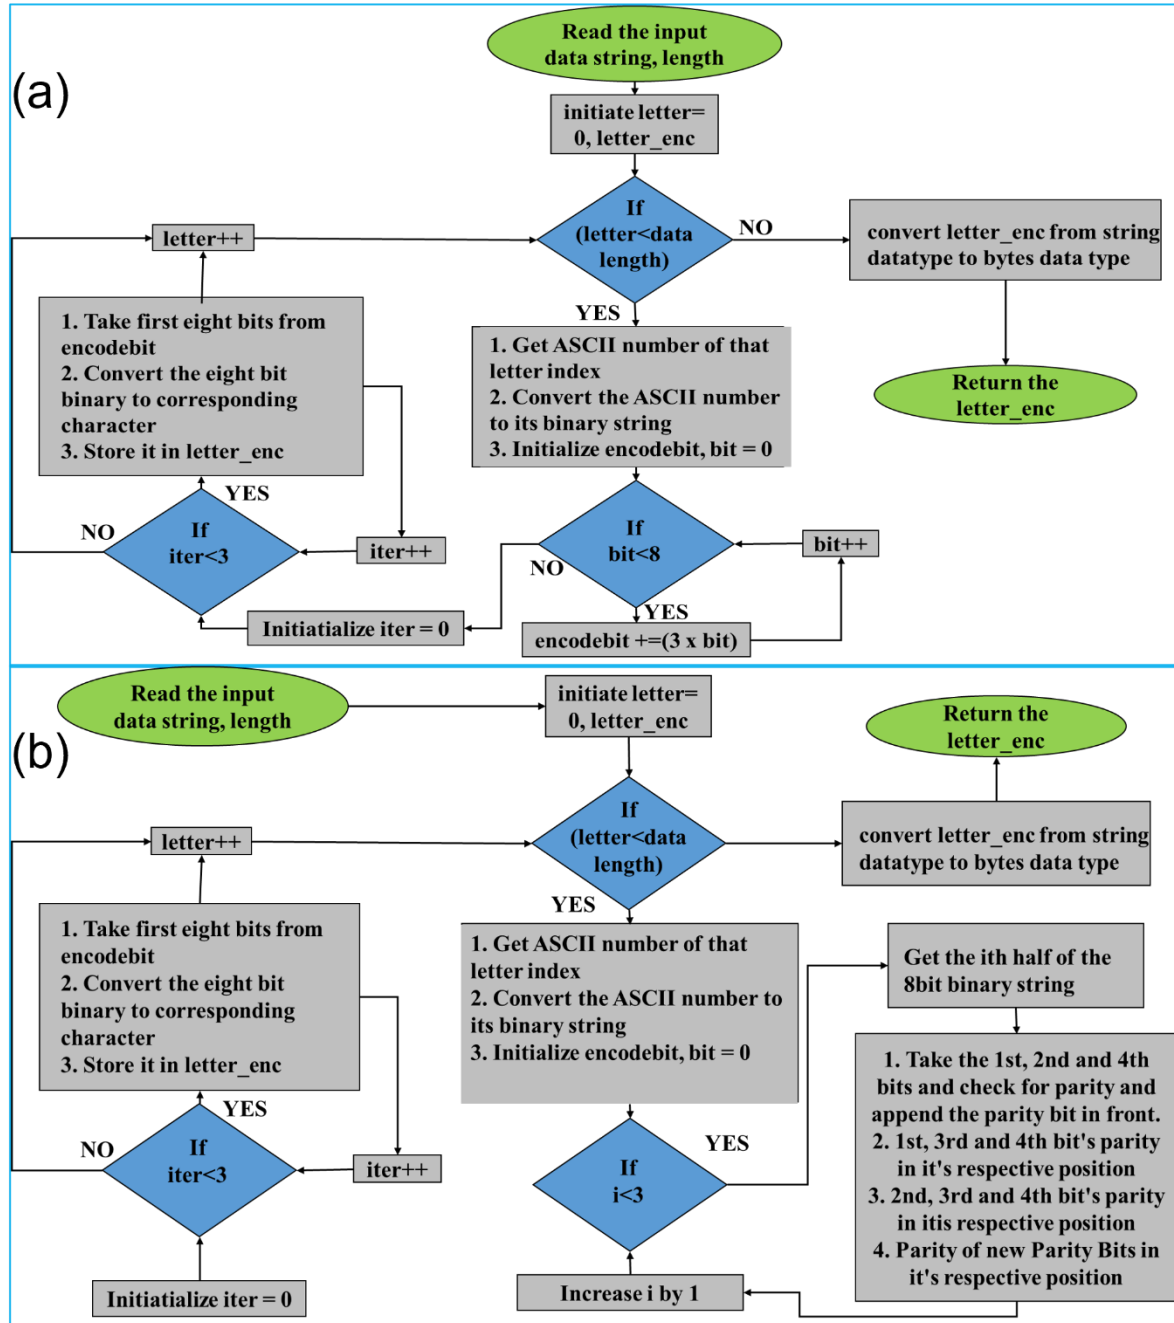 (a)
Read the input
data string, length
initiate letter=
0, letter_enc
If
(letter<data
length)
NO
YES
convert letter_enc from string
datatype to bytes data type
Return the
letter_enc
letter++
1. Take first eight bits from
encodebit
2. Convert the eight bit
binary to corresponding
character
3. Store it in letter_enc
YES
NO
If
iter<3
iter++
Initiatialize iter = 0
1. Get ASCII number of that
letter index
2. Convert the ASCII number
to its binary string
3. Initialize encodebit, bit = 0
If
bit<8
NO
YES
bit++
encodebit +=(3 x bit)
(b)
Read the input
data string, length
initiate letter=
0, letter_enc
If
(letter<data
length)
YES
Return the
letter_enc
convert letter_enc from string
datatype to bytes data type
letter++
1. Take first eight bits from
encodebit
2. Convert the eight bit
binary to corresponding
character
3. Store it in letter_enc
YES
NO
If
iter<3
iter++
Initiatialize iter = 0
1. Get ASCII number of that
letter index
2. Convert the ASCII number to
its binary string
3. Initialize encodebit, bit = 0
If
i<3
YES
Increase i by 1
Get the ith half of the
8bit binary string
1. Take the 1st, 2nd and 4th
bits and check for parity and
append the parity bit in front.
2. 1st, 3rd and 4th bit's parity
in it's respective position
3. 2nd, 3rd and 4th bit's parity
in itis respective position
4. Parity of new Parity Bits in
it's respective position